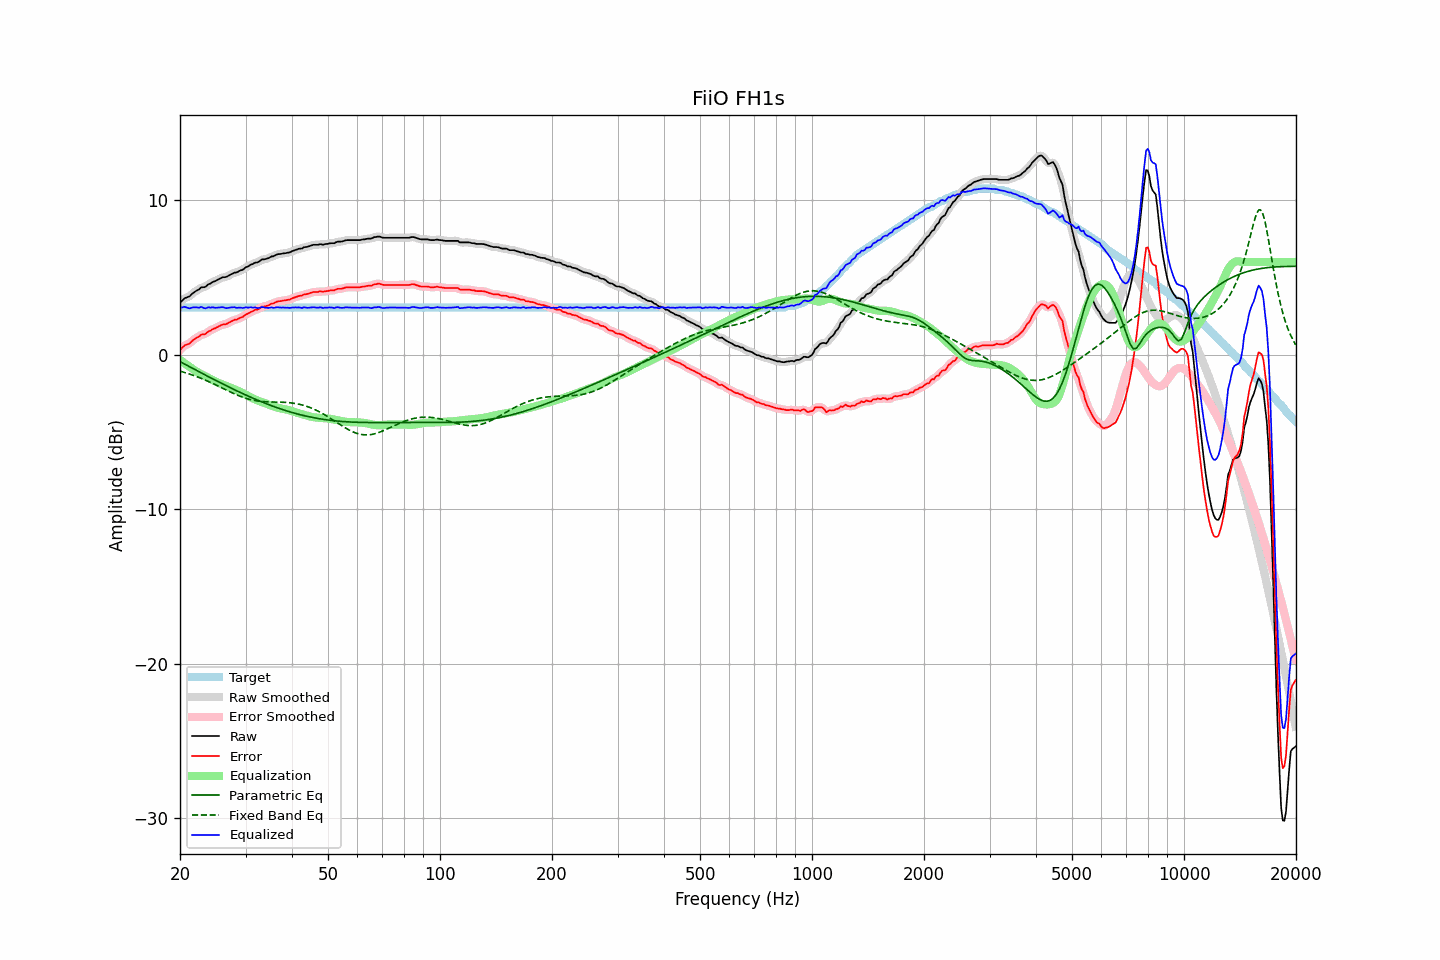 FiiO FH1s
Amplitude (dBr)
10
0
−10
−20
−30
Target
Raw Smoothed
Error Smoothed
Raw
Error
Equalization
Parametric Eq
Fixed Band Eq
Equalized
20 50 100 200 500 1000 2000 5000 10000 20000
Frequency (Hz)